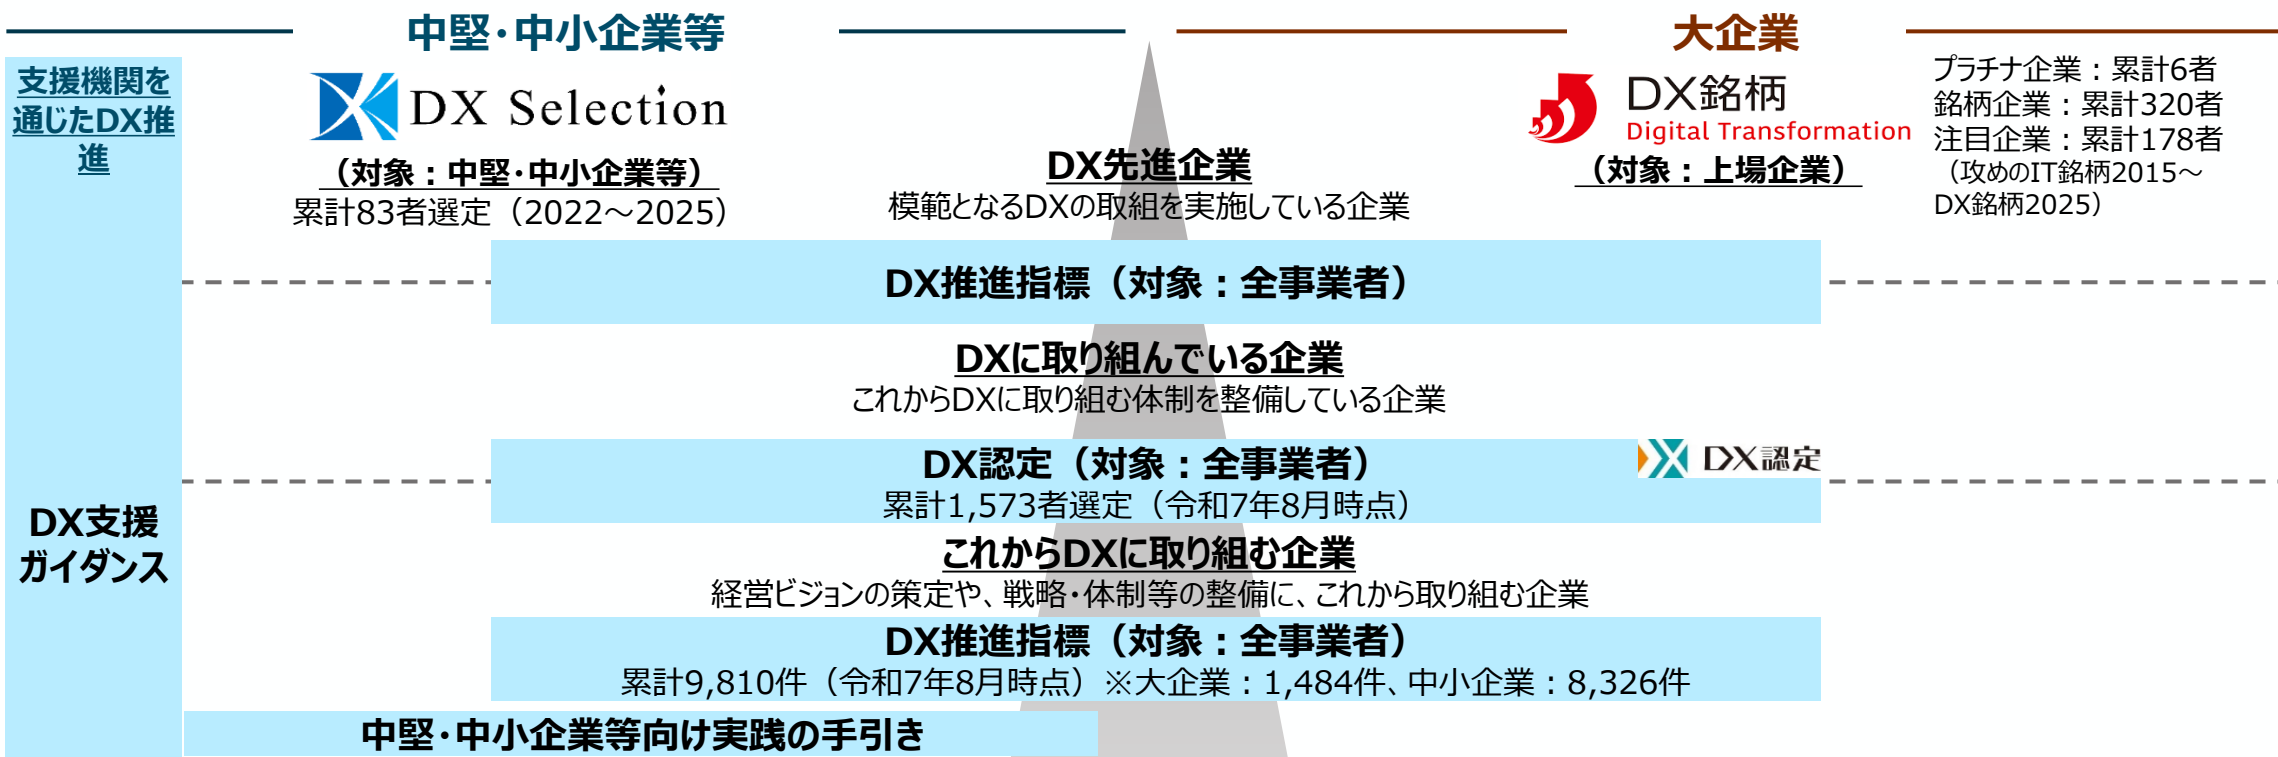 中堅・中小企業等
大企業
支援機関を
通じたDX推
進
DX支援
ガイダンス
DX Selection
（対象：中堅・中小企業等）
累計83者選定（2022～2025）
DX先進企業
模範となるDXの取組を実施している企業
DX銘柄
Digital Transformation
（対象：上場企業）
プラチナ企業：累計6者
銘柄企業：累計320者
注目企業：累計178者
（攻めのIT銘柄2015～
DX銘柄2025）
DX推進指標（対象：全事業者）
DXに取り組んでいる企業
これからDXに取り組む体制を整備している企業
DX認定（対象：全事業者）
累計1,573者選定（令和7年8月時点）
DX認定
これからDXに取り組む企業
経営ビジョンの策定や、戦略・体制等の整備に、これから取り組む企業
DX推進指標（対象：全事業者）
累計9,810件（令和7年8月時点）※大企業：1,484件、中小企業：8,326件
中堅・中小企業等向け実践の手引き